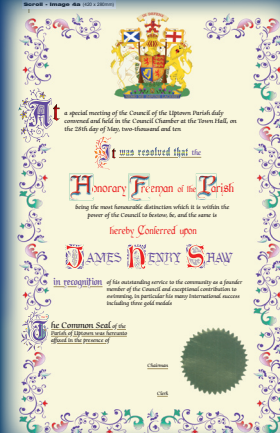 Scroll - Image 4a (420 x 280mm)
At a special meeting of the Council of the Uptown Parish duly
convened and held in the Council Chamber at the Town Hall, on
the 28th day of May, two-thousand and ten
It was resolved that the
Honorary Freeman of the Parish
being the most honourable distinction which it is within the
power of the Council to bestow, be, and the same is
hereby Conferred upon
JAMES HENRY SHAW
in recognition of his outstanding service to the community as a founder
member of the Council and exceptional contribution to
swimming, in particular his many International success
including three gold medals
The Common Seal of the
Parish of Uptown was hereunto
affixed in the presence of
Chairman
Clerk